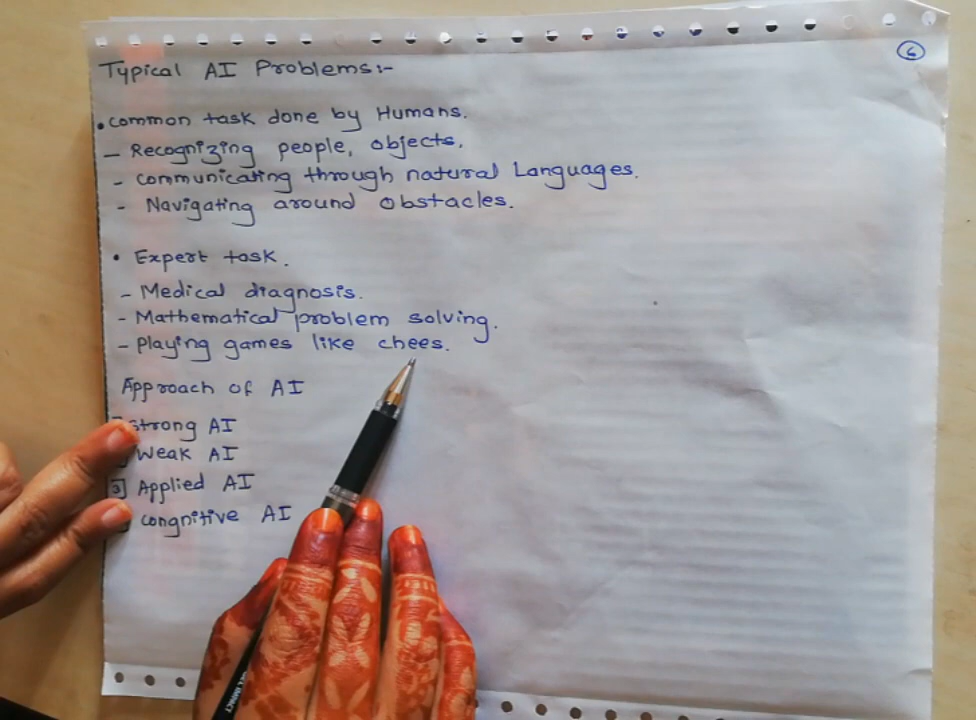 6
Typical AI Problems:-
• common task done by Humans.
- Recognizing people, objects.
- communicating through natural Languages.
- Navigating around obstacles.
• Expert task.
- Medical diagnosis.
- Mathematical problem solving.
- playing games like chees.
Approach of AI
strong AI
Weak AI
3] Applied AI
congnitive AI